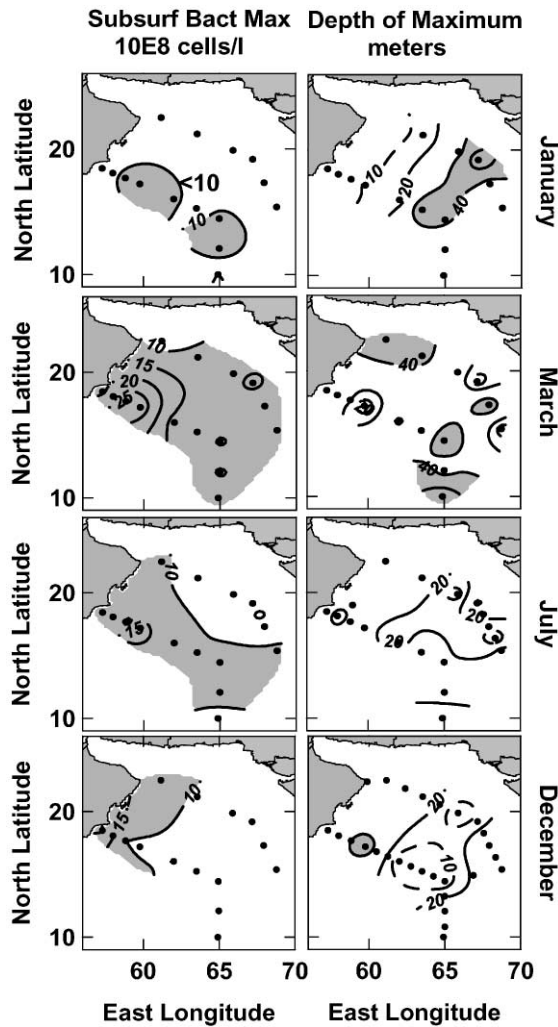 Subsurf Bact Max Depth of Maximum
10E8 cells/l meters
North Latitude 20 10 <10 10 10 20 40 January
North Latitude 20 10 10 15 20 25 40 40 March
North Latitude 20 10 10 15 0 20 20 20 July
North Latitude 20 10 10 15 20 10 20 December
60 65 70 60 65 70
East Longitude East Longitude